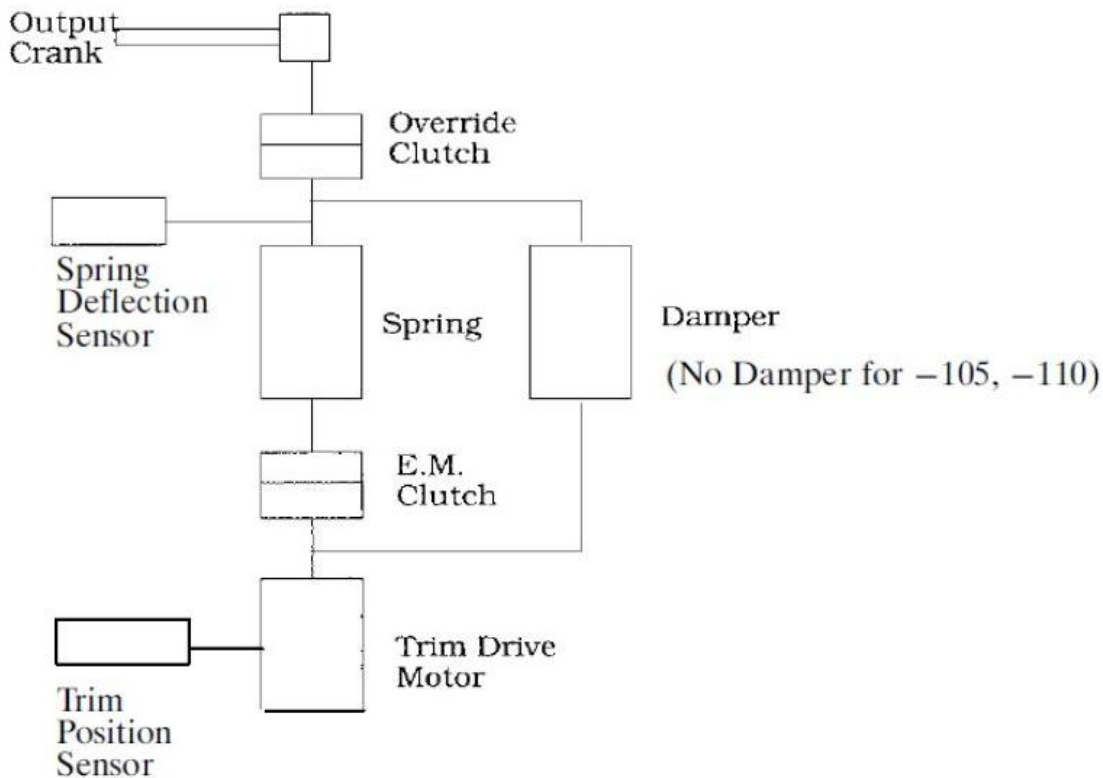 Output
Crank
Override
Clutch
Spring
Deflection
Sensor
Spring
Damper
(No Damper for −105, −110)
E.M.
Clutch
Trim Drive
Motor
Trim
Position
Sensor